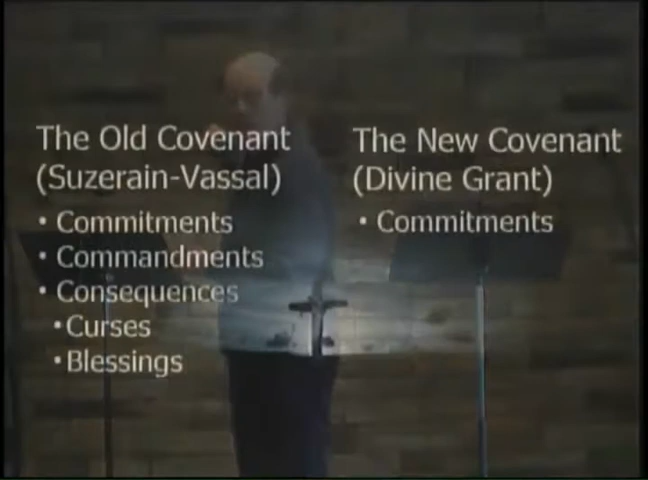 The Old Covenant
(Suzerain-Vassal)
• Commitments
• Commandments
• Consequences
• Curses
• Blessings
The New Covenant
(Divine Grant)
• Commitments